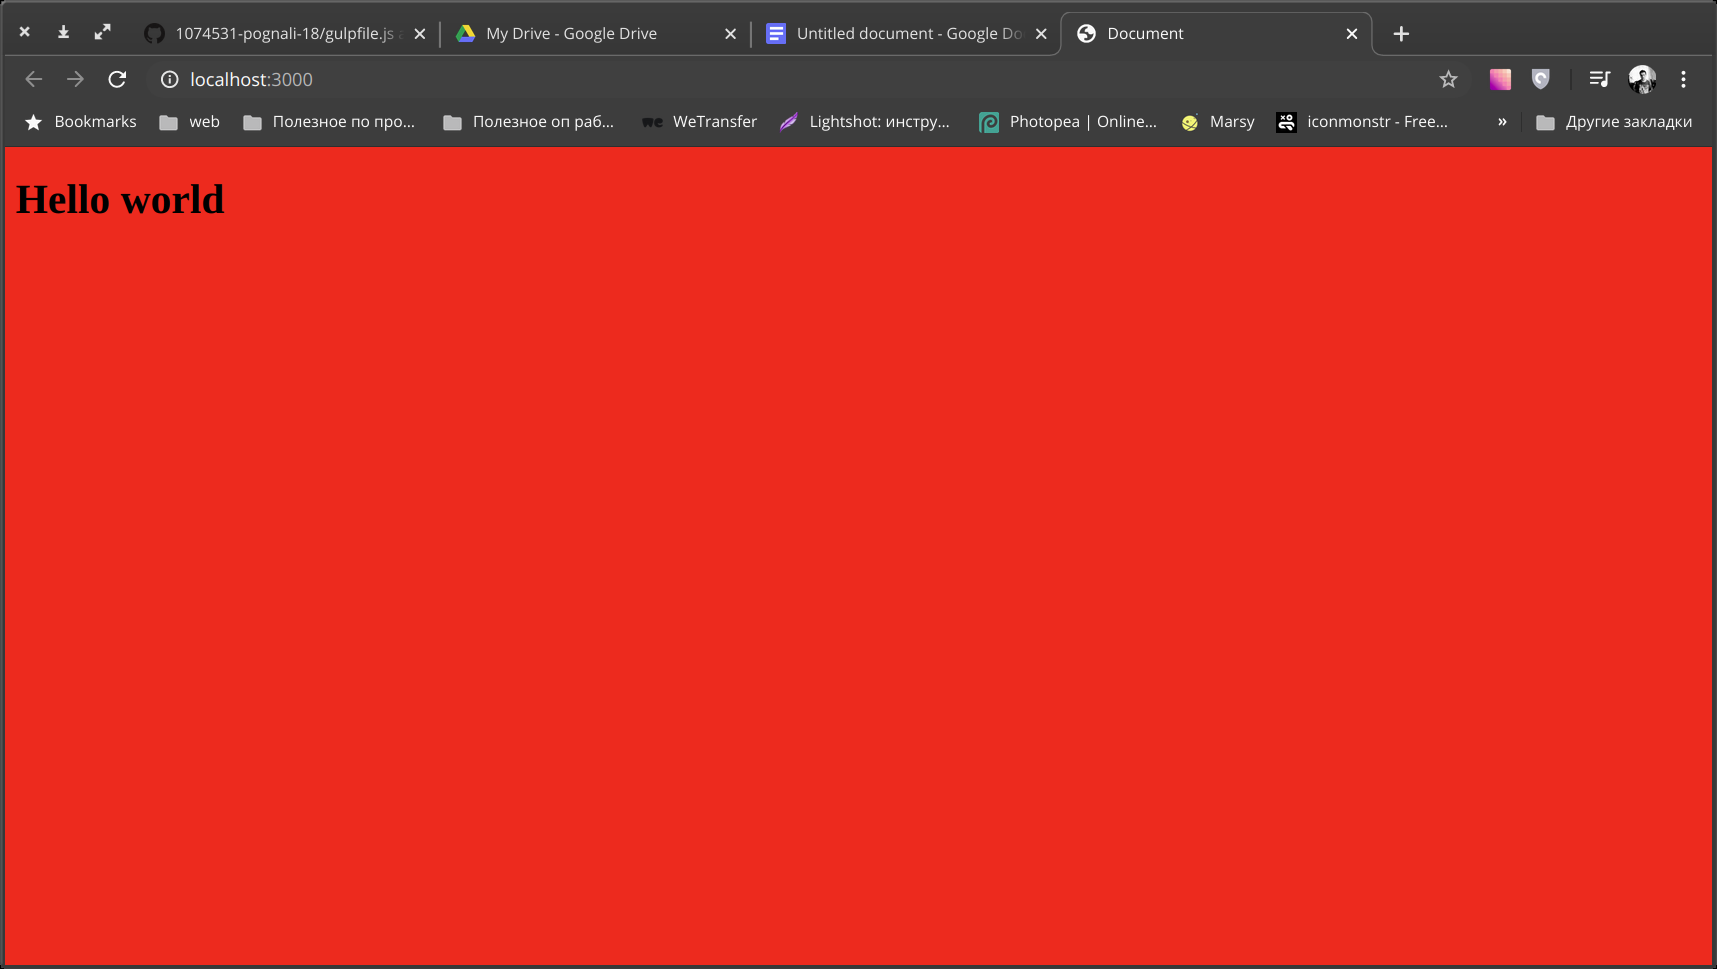 1074531-pognali-18/gulpfile.js
My Drive - Google Drive
Untitled document - Google Do
Document
localhost:3000
Bookmarks
web
Полезное по про...
Полезное оп раб...
we
WeTransfer
Lightshot: инстру...
Photopea | Online...
Marsy
iconmonstr - Free...
»
Другие закладки
Hello world